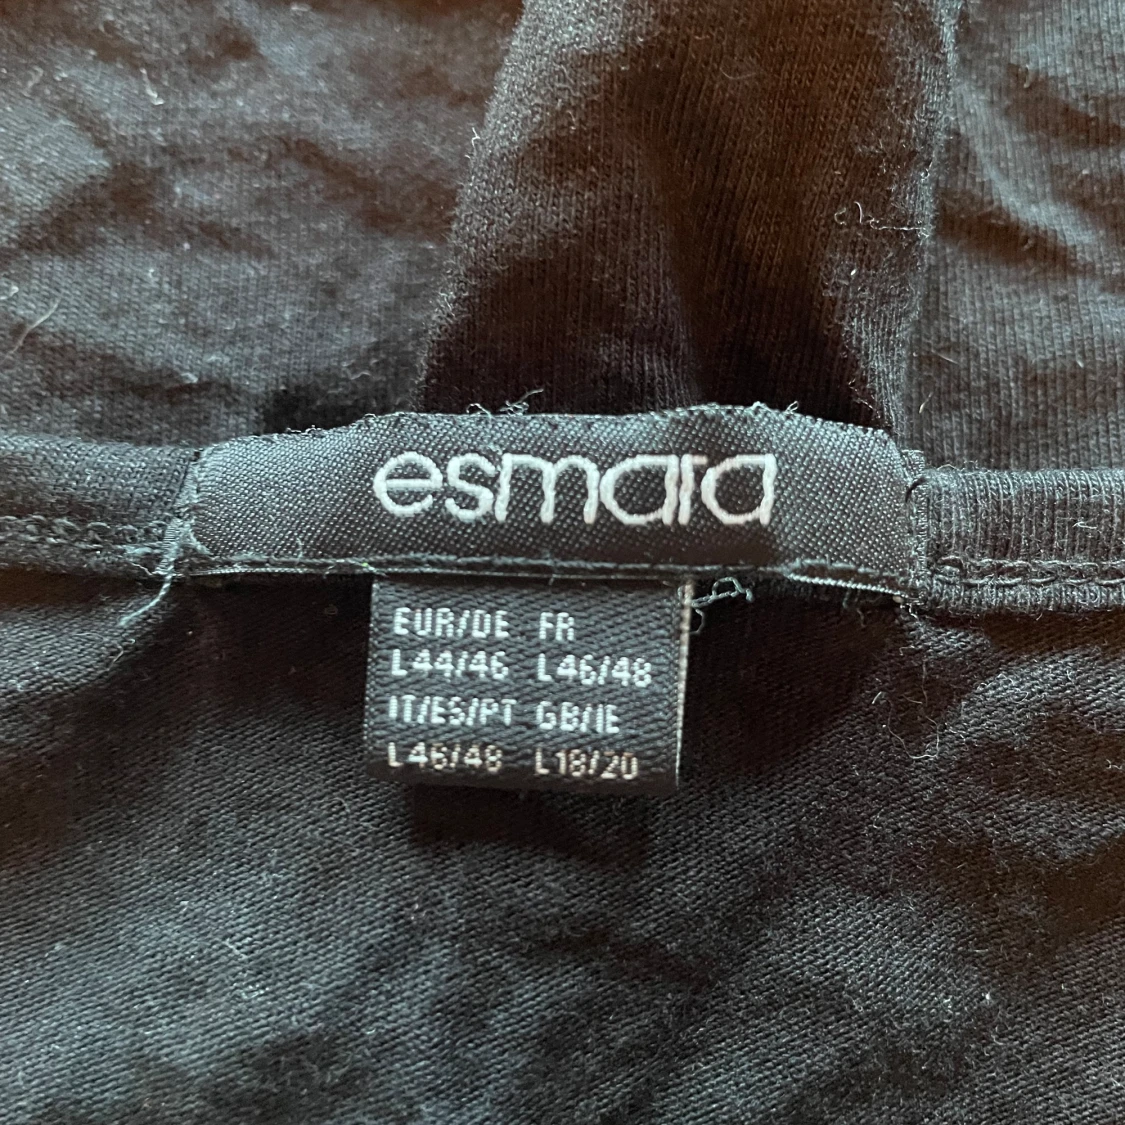 esmara
EUR/DE FR
L44/46 L46/48
IT/ES/PT GB/IE
L46/48 L18/20